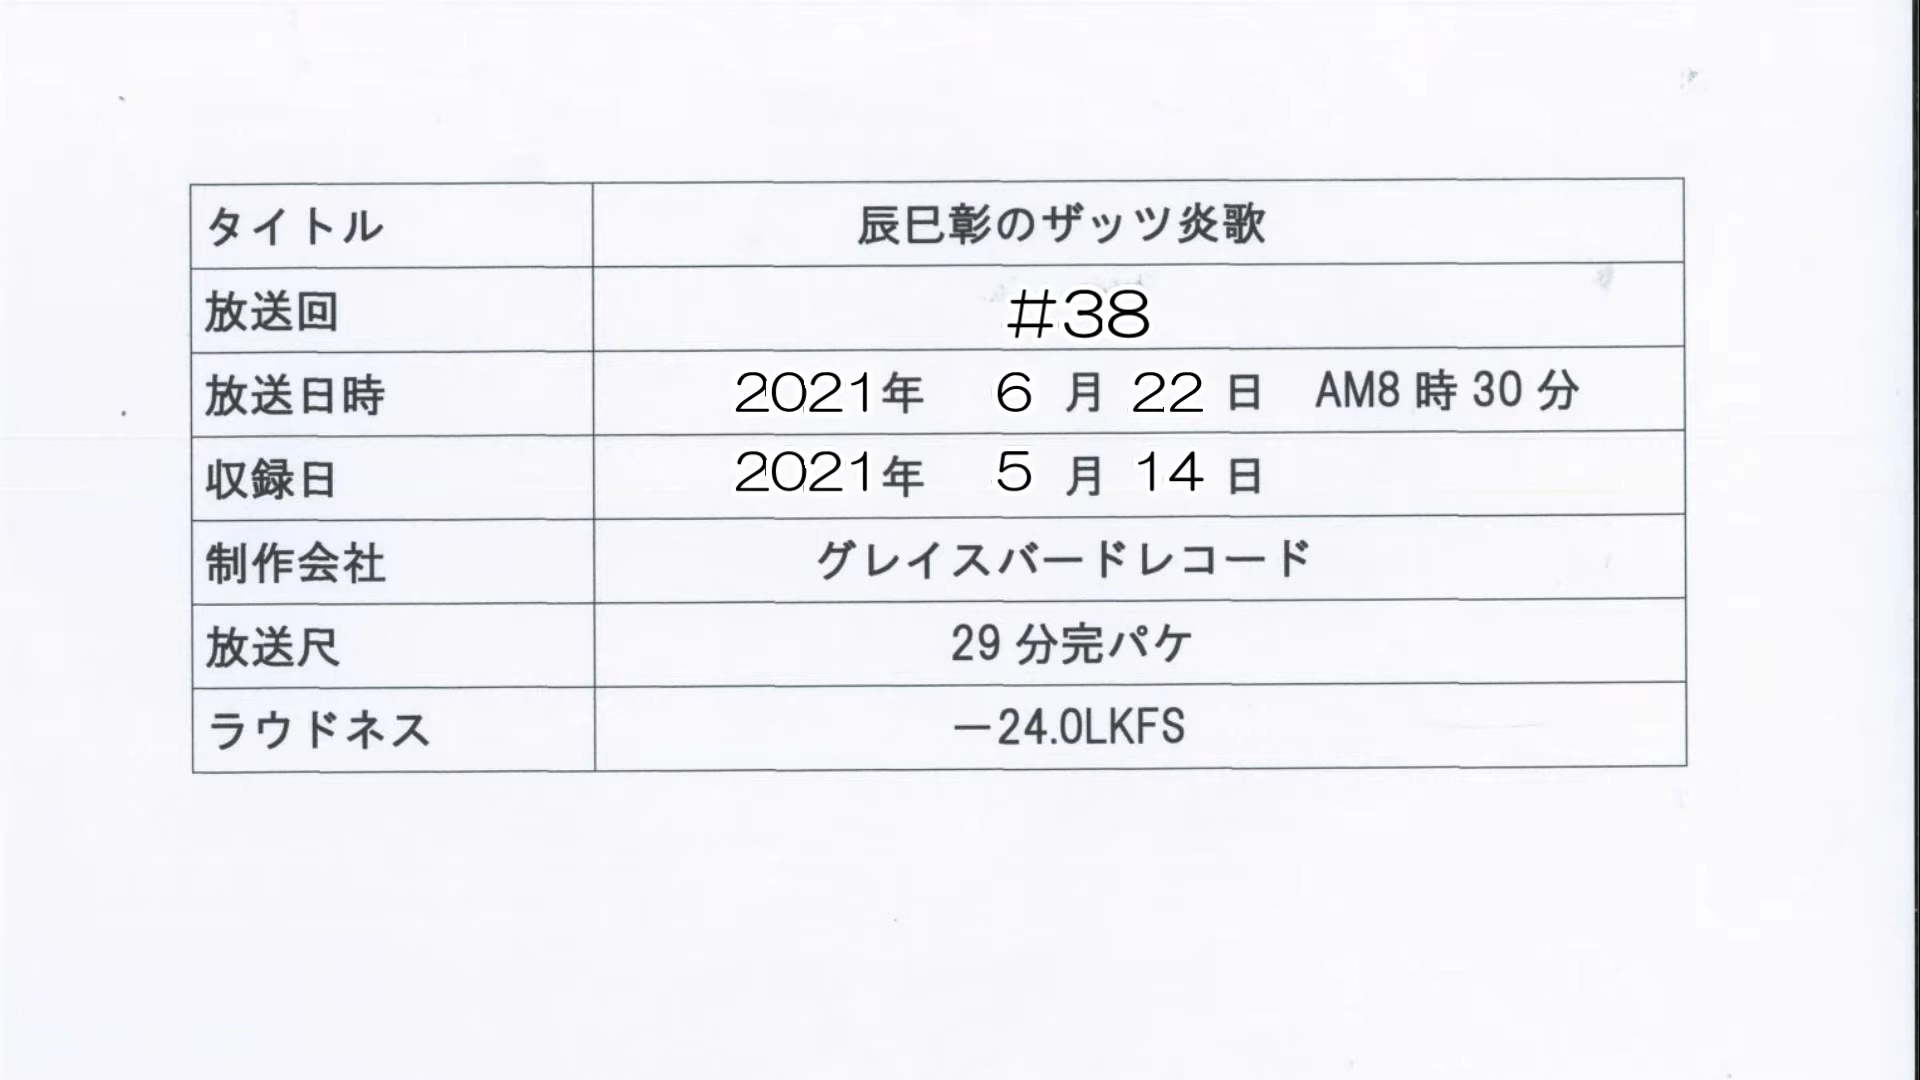 タイトル 辰巳彰のザッツ炎歌
放送回 #38
放送日時 2021年 6 月 22 日 AM8 時 30 分
収録日 2021年 5 月 14 日
制作会社 グレイスバードレコード
放送尺 29 分完パケ
ラウドネス −24.0LKFS